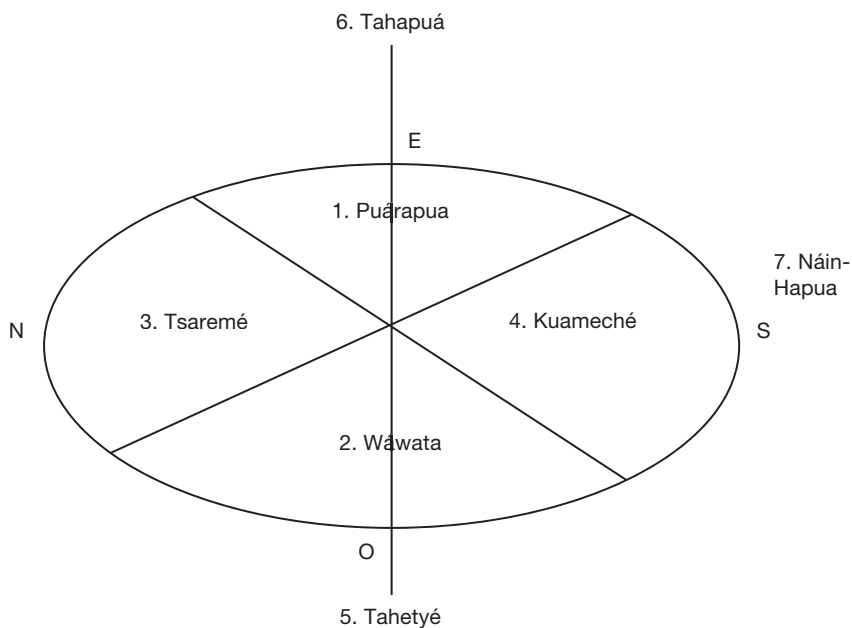 6. Tahapuá
E
1. Puárapua
7. Náin-
Hapua
3. Tsaremé
4. Kuameché
N
S
2. Wáwata
O
5. Tahetyé